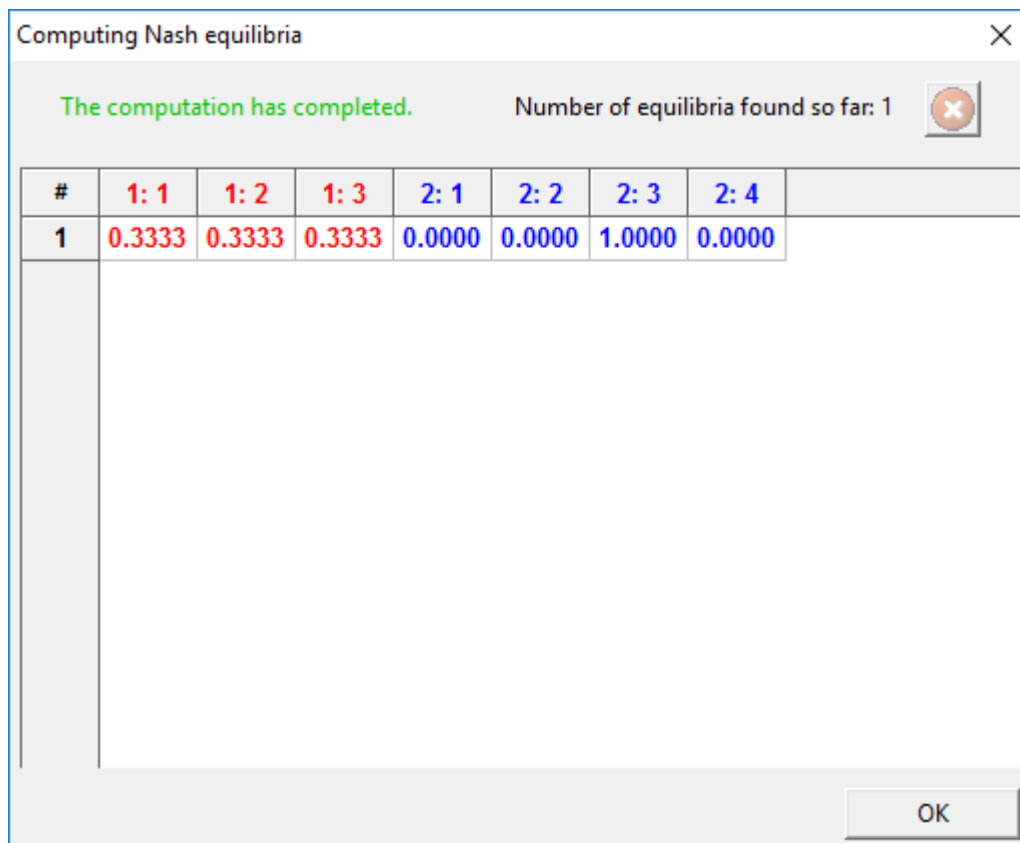 Computing Nash equilibria
The computation has completed. Number of equilibria found so far: 1
# 1: 1 1: 2 1: 3 2: 1 2: 2 2: 3 2: 4
1 0.3333 0.3333 0.3333 0.0000 0.0000 1.0000 0.0000
OK